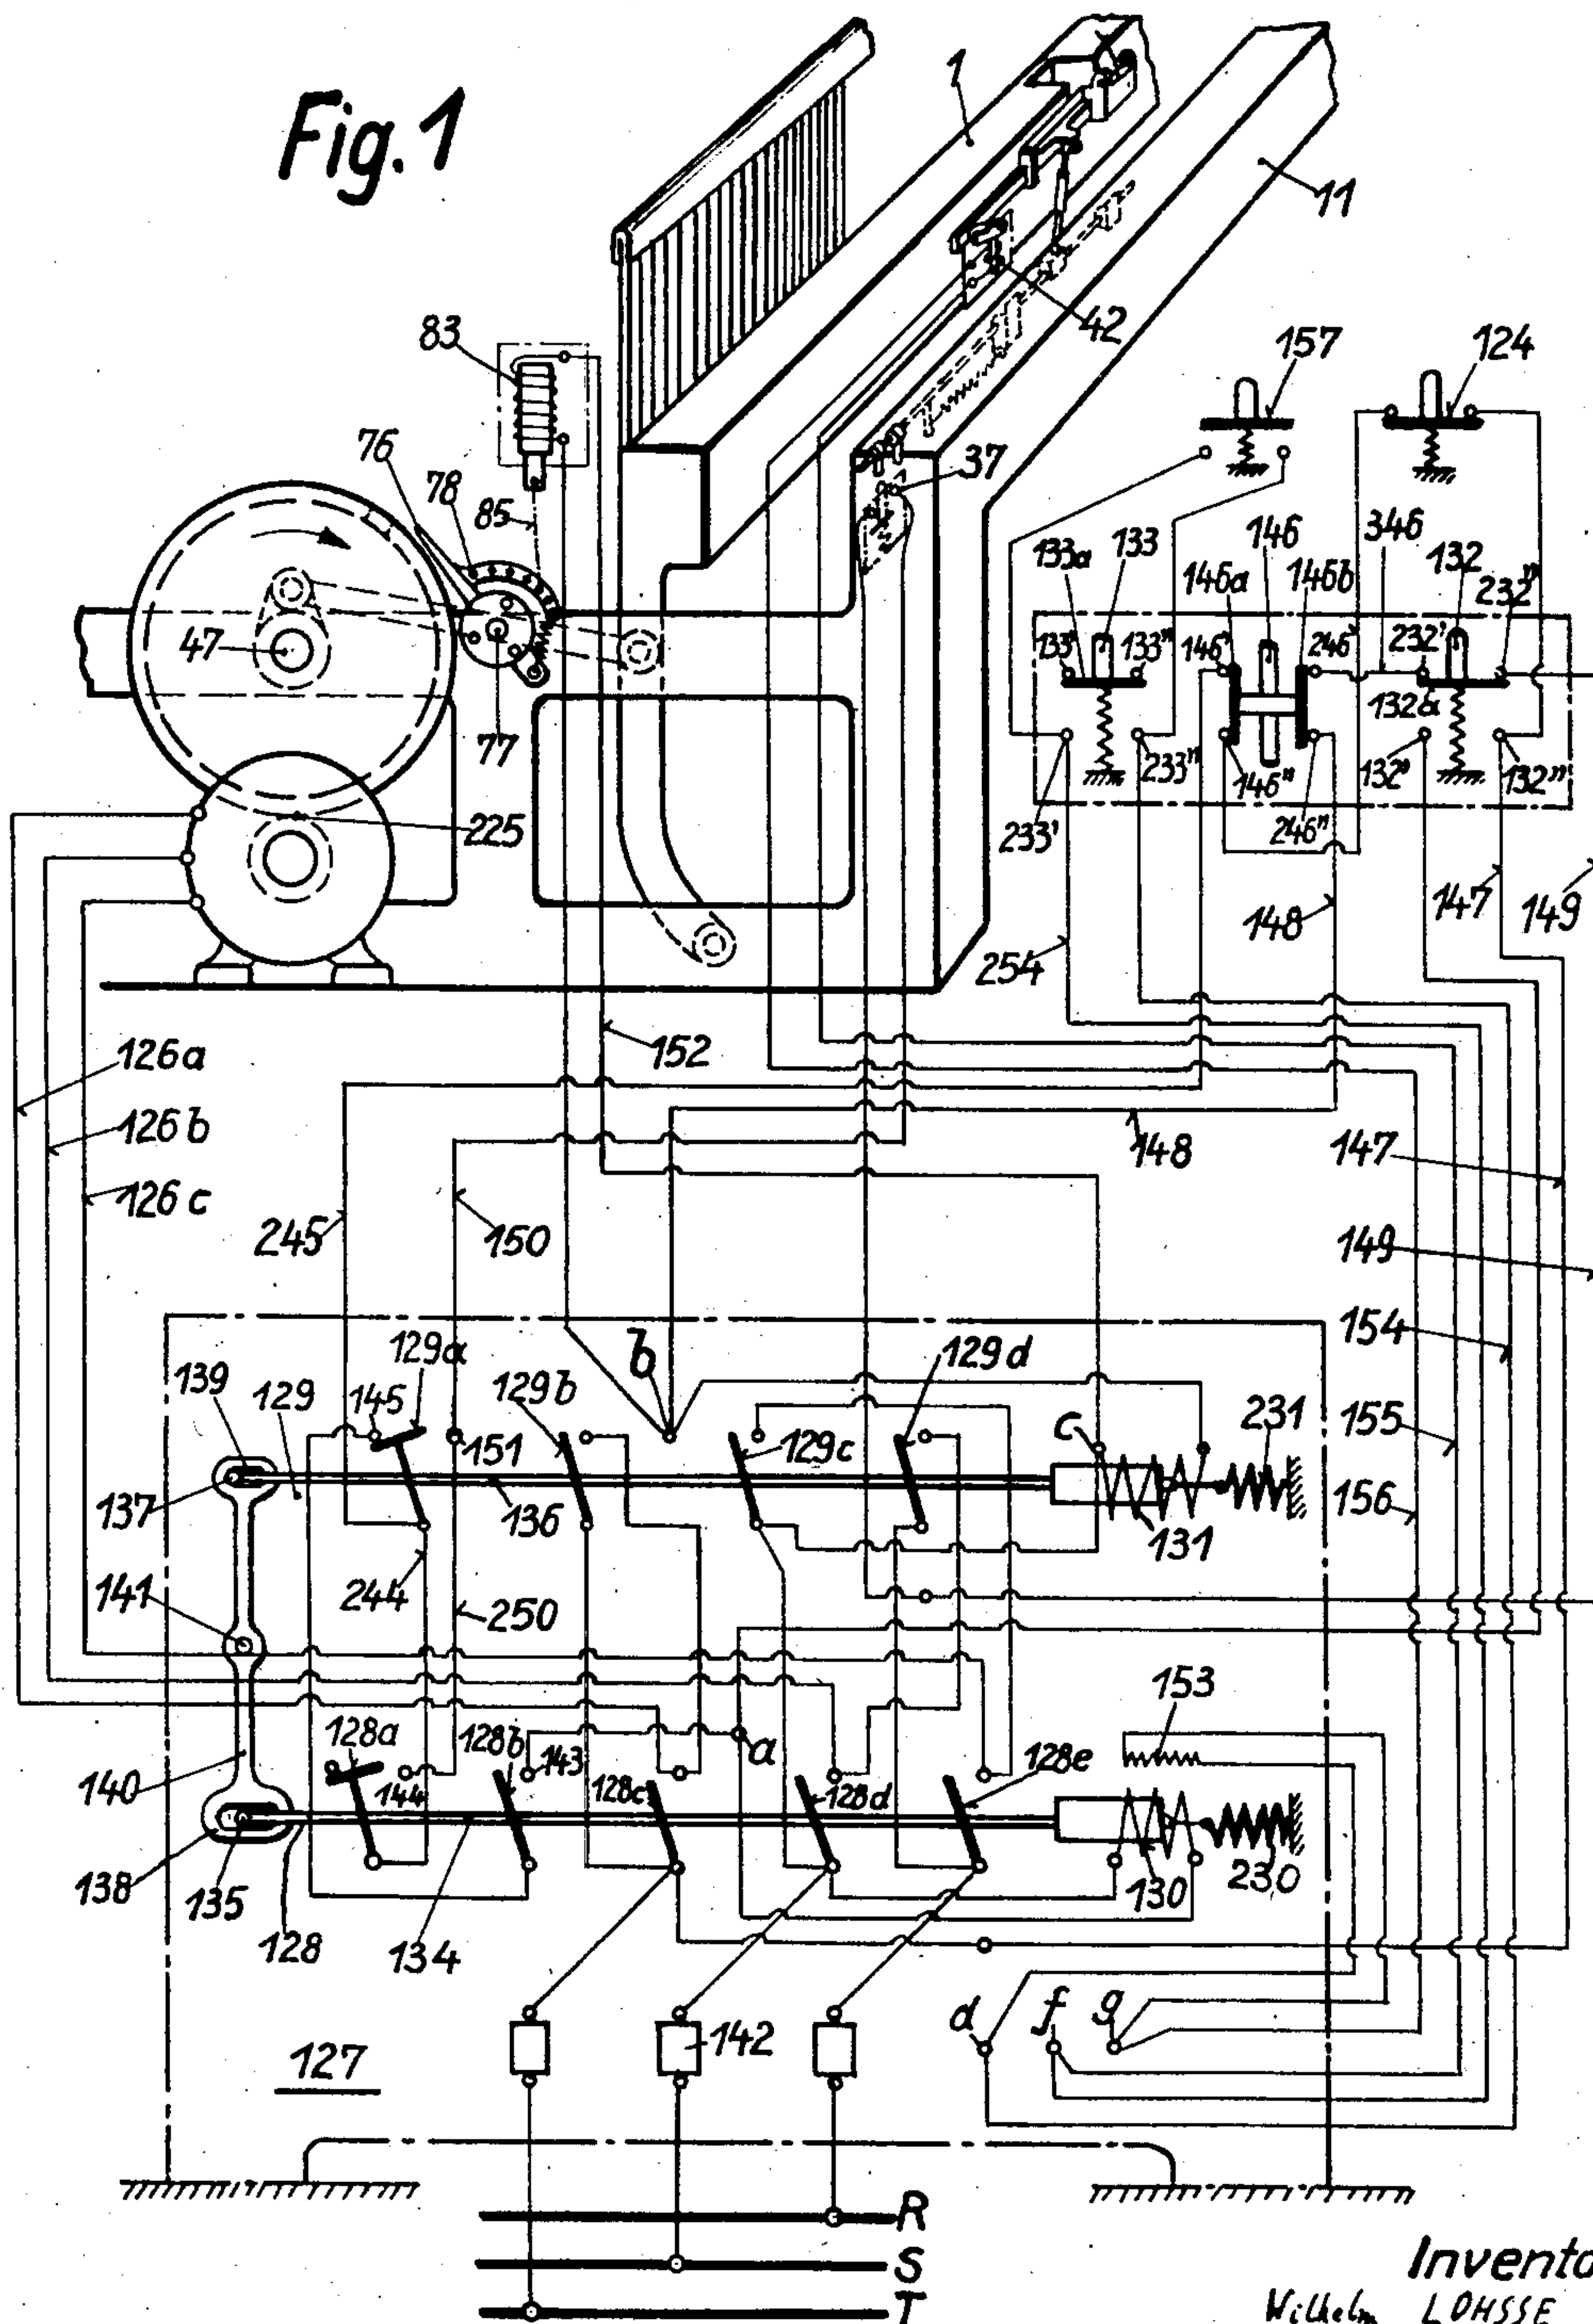 Fig.1
1
11
42
83
157
124
76
78
85
37
133a
133
146a
146
146b
346
132
232"
47
133'
133"
146'
246'
232'
132a
77
233"
146"
132'
132"
225
233'
246"
147
149
254
148
126a
152
126b
148
147
126c
245
150
149
154
129a
b
129d
139
129
145
129b
155
151
129c
c
231
137
136
131
156
141
244
250
153
128a
128b
143
a
128e
140
144
128c
128d
138
135
130
230
128
134
d
f
g
142
127
R
S
T
Invento
Wilhelm LOHSSE